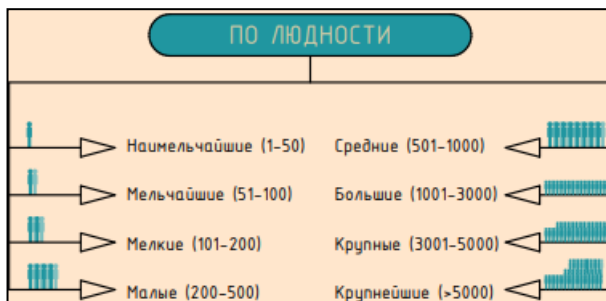 ПО ЛЮДНОСТИ
Наимельчайшие (1-50)
Мельчайшие (51-100)
Мелкие (101-200)
Малые (200-500)
Средние (501-1000)
Большие (1001-3000)
Крупные (3001-5000)
Крупнейшие (>5000)